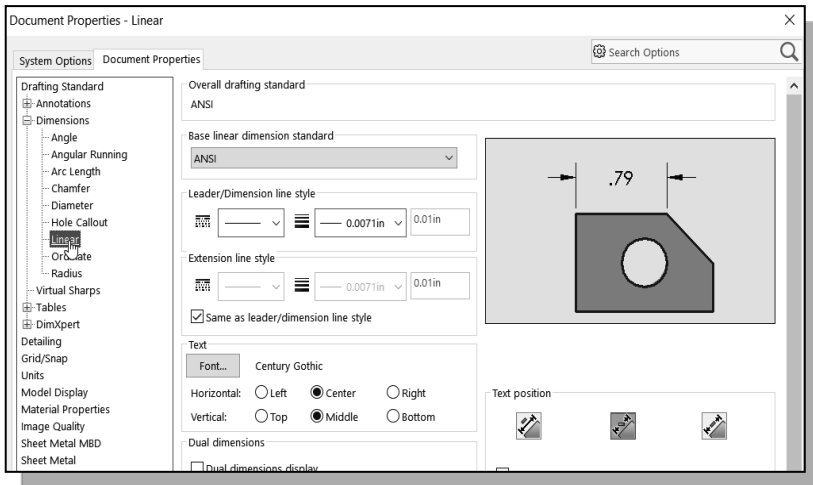 Document Properties - Linear
Search Options
System Options
Document Properties
Drafting Standard
Annotations
Dimensions
Angle
Angular Running
Arc Length
Chamfer
Diameter
Hole Callout
Linear
Radius
Virtual Sharps
Tables
DimXpert
Detailing
Grid/Snap
Units
Model Display
Material Properties
Image Quality
Sheet Metal MBD
Sheet Metal
Overall drafting standard
ANSI
Base linear dimension standard
ANSI
Leader/Dimension line style
0.0071in 0.01in
Extension line style
0.0071in 0.01in
Same as leader/dimension line style
Text
Font... Century Gothic
Horizontal: Left Center Right
Vertical: Top Middle Bottom
Dual dimensions
Dual dimensions display
.79
Text position